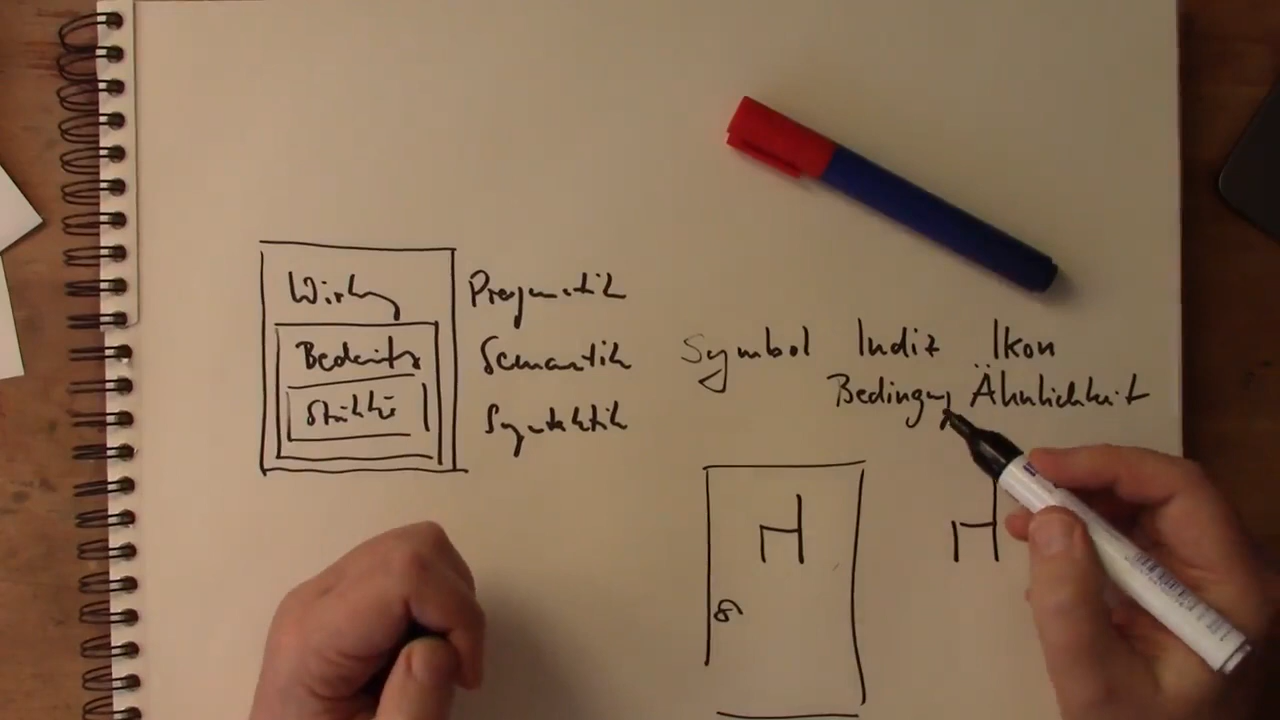 Wirkung Pragmatik
Bedeutung Semantik
Struktur Syntaktik
Symbol Indiz Ikon
Bedingung Ähnlichkeit